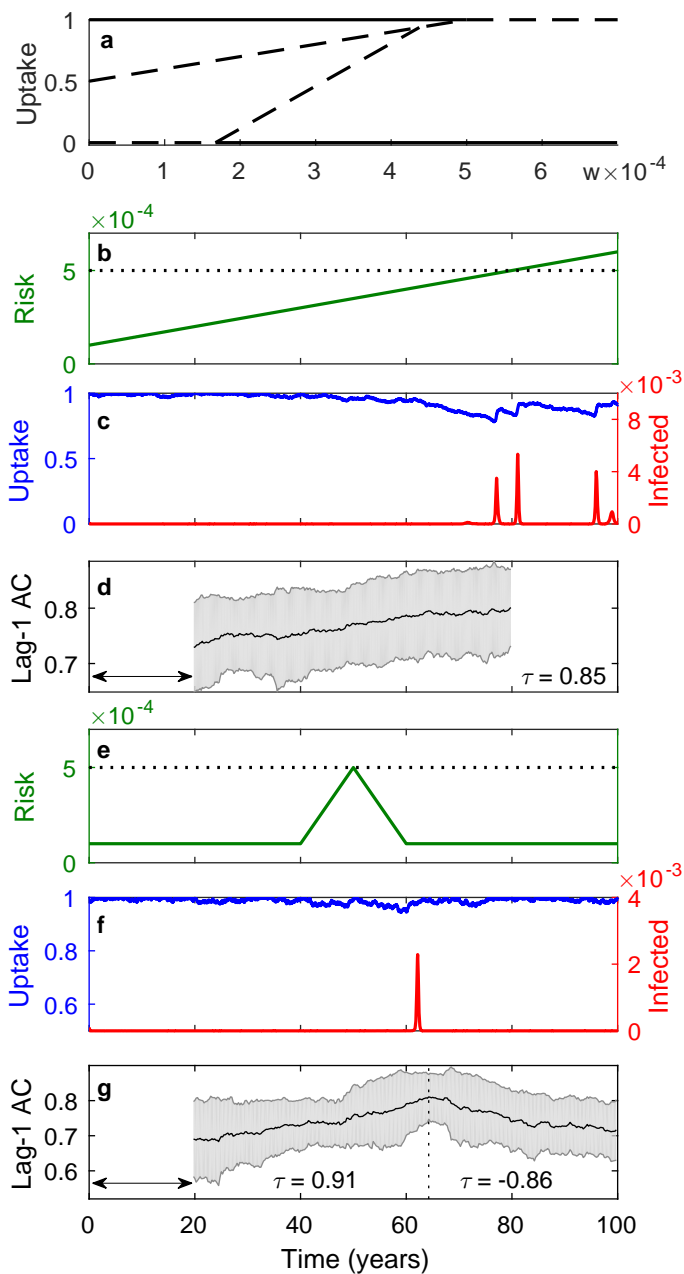 1
a
Uptake
0.5
0
0 1 2 3 4 5 6 w×10⁻⁴
×10⁻⁴
b
5
Risk
0
1
c
Uptake
0.5
0
×10⁻³
8
4
0
Infected
d
Lag-1 AC
0.8
0.7
τ = 0.85
×10⁻⁴
e
5
Risk
0
1
f
Uptake
0.8
0.6
×10⁻³
4
2
0
Infected
g
Lag-1 AC
0.8
0.7
0.6
τ = 0.91 τ = -0.86
0 20 40 60 80 100
Time (years)